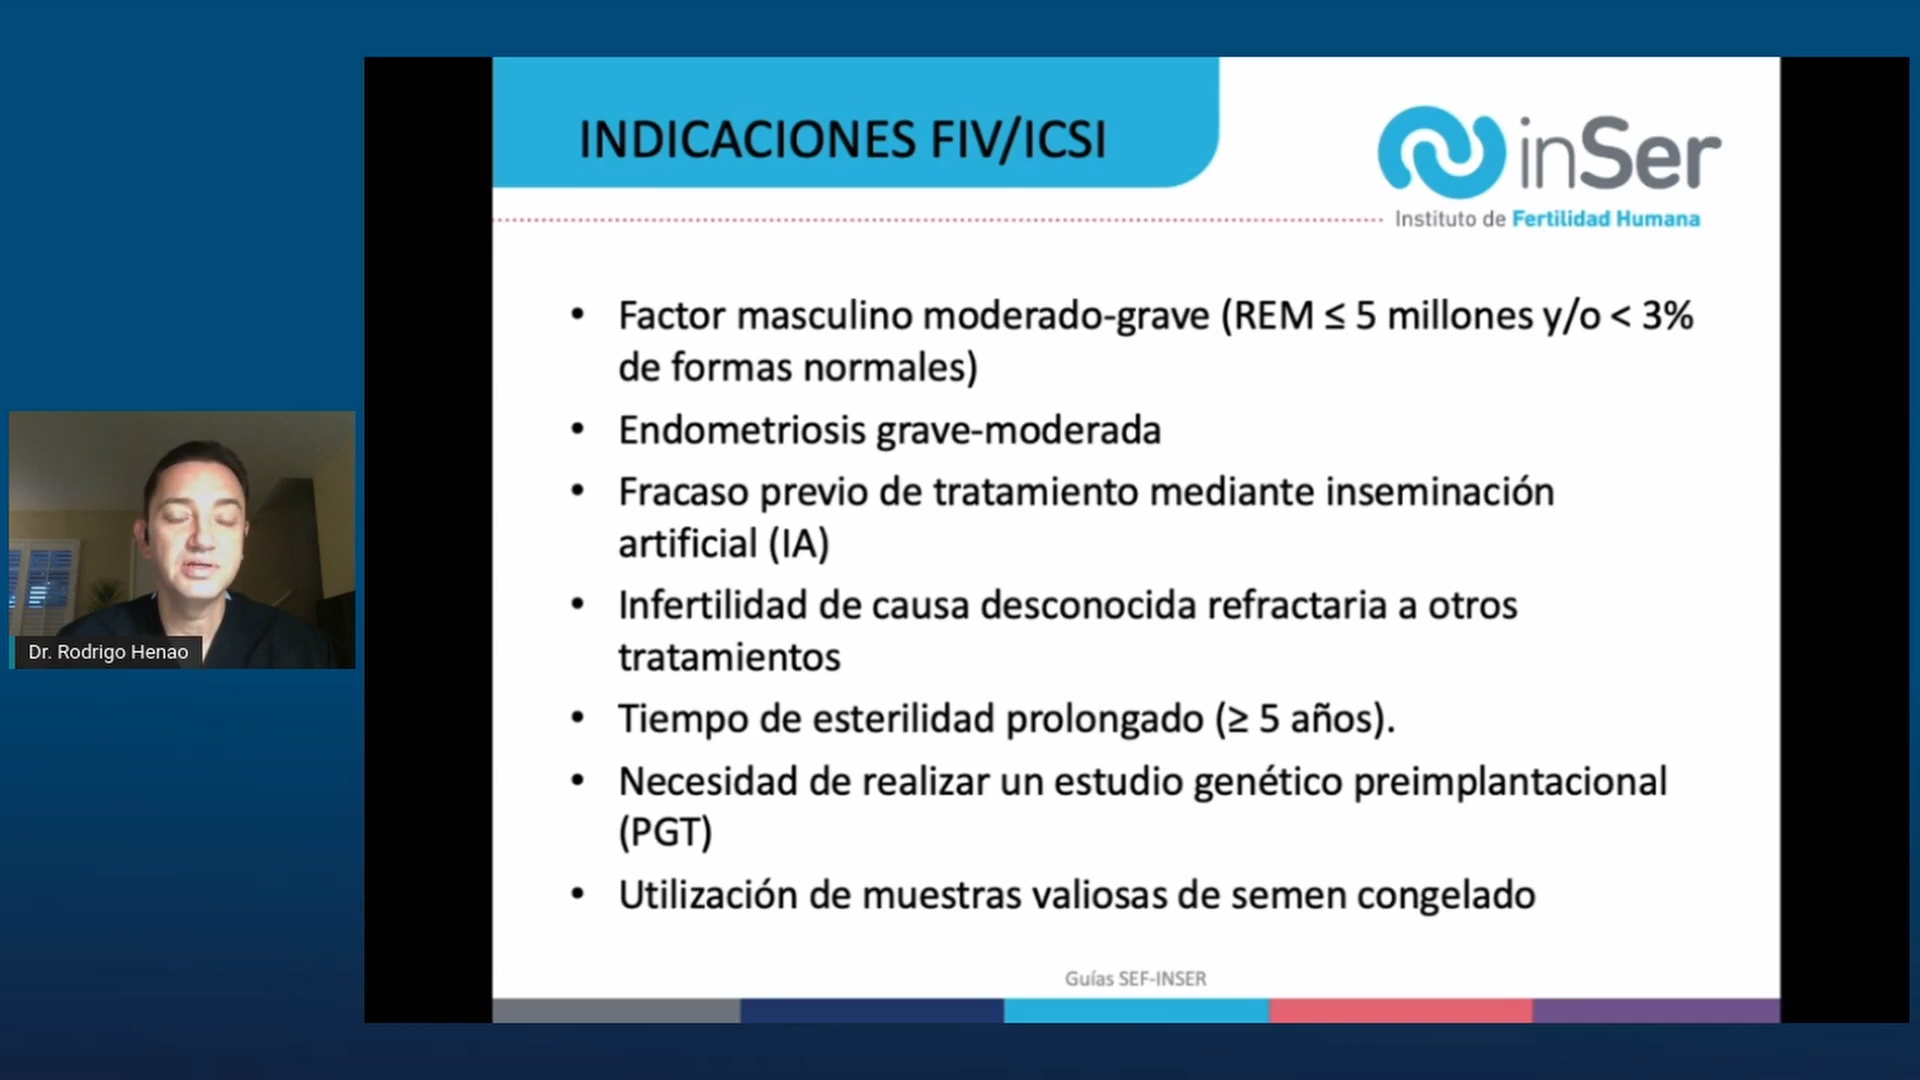 INDICACIONES FIV/ICSI
inSer
Instituto de Fertilidad Humana
• Factor masculino moderado-grave (REM ≤ 5 millones y/o < 3%
de formas normales)
• Endometriosis grave-moderada
• Fracaso previo de tratamiento mediante inseminación
artificial (IA)
• Infertilidad de causa desconocida refractaria a otros
tratamientos
• Tiempo de esterilidad prolongado (≥ 5 años).
• Necesidad de realizar un estudio genético preimplantacional
(PGT)
• Utilización de muestras valiosas de semen congelado
Guías SEF-INSER
Dr. Rodrigo Henao